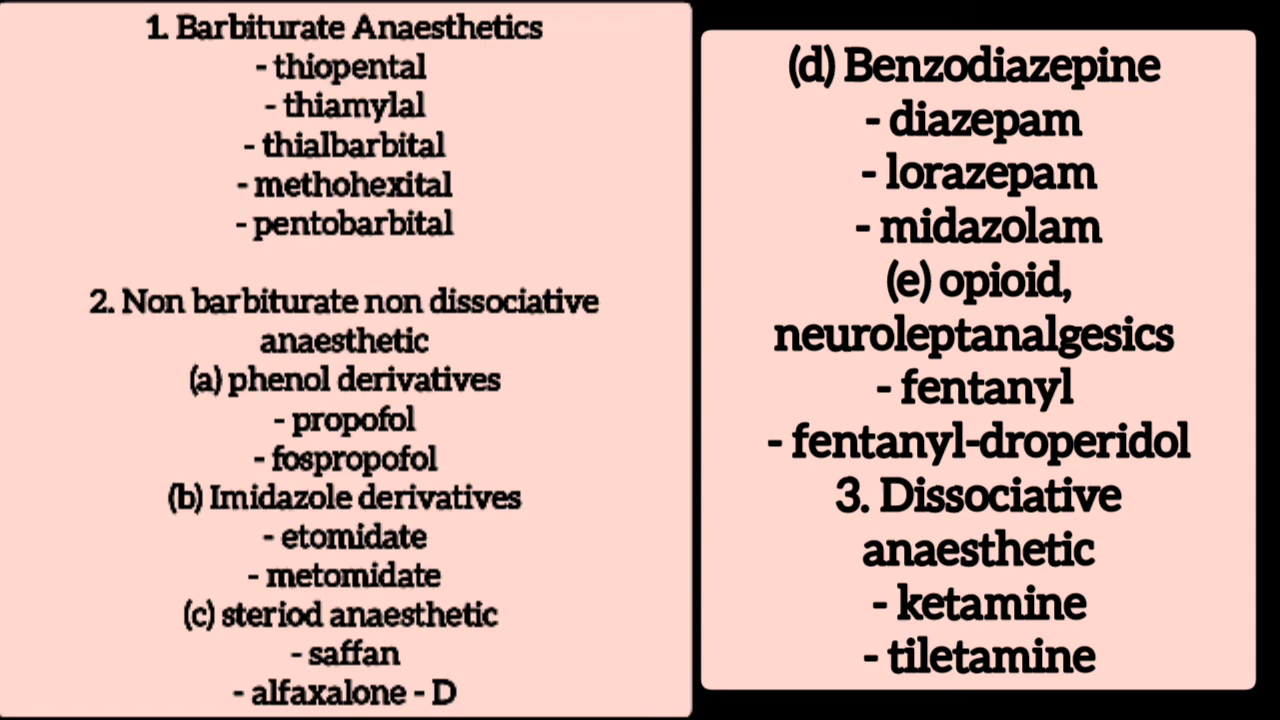 1. Barbiturate Anaesthetics
- thiopental
- thiamylal
- thialbarbital
- methohexital
- pentobarbital
2. Non barbiturate non dissociative
anaesthetic
(a) phenol derivatives
- propofol
- fospropofol
(b) Imidazole derivatives
- etomidate
- metomidate
(c) steriod anaesthetic
- saffan
- alfaxalone - D
(d) Benzodiazepine
- diazepam
- lorazepam
- midazolam
(e) opioid,
neuroleptanalgesics
- fentanyl
- fentanyl-droperidol
3. Dissociative
anaesthetic
- ketamine
- tiletamine